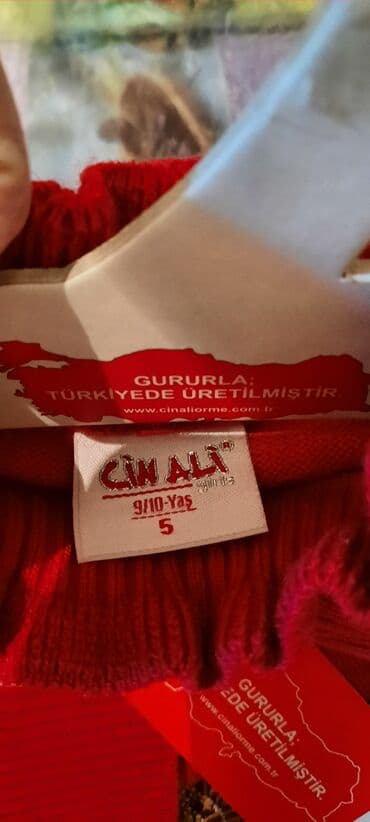 GURURLA;
TÜRKİYEDE ÜRETİLMİŞTİR.
www.cinaliorme.com.tr
CİN ALİ®
9/10-Yaş
5
GURURLA;
TÜRKİYEDE ÜRETİLMİŞTİR.
www.cinaliorme.com.tr